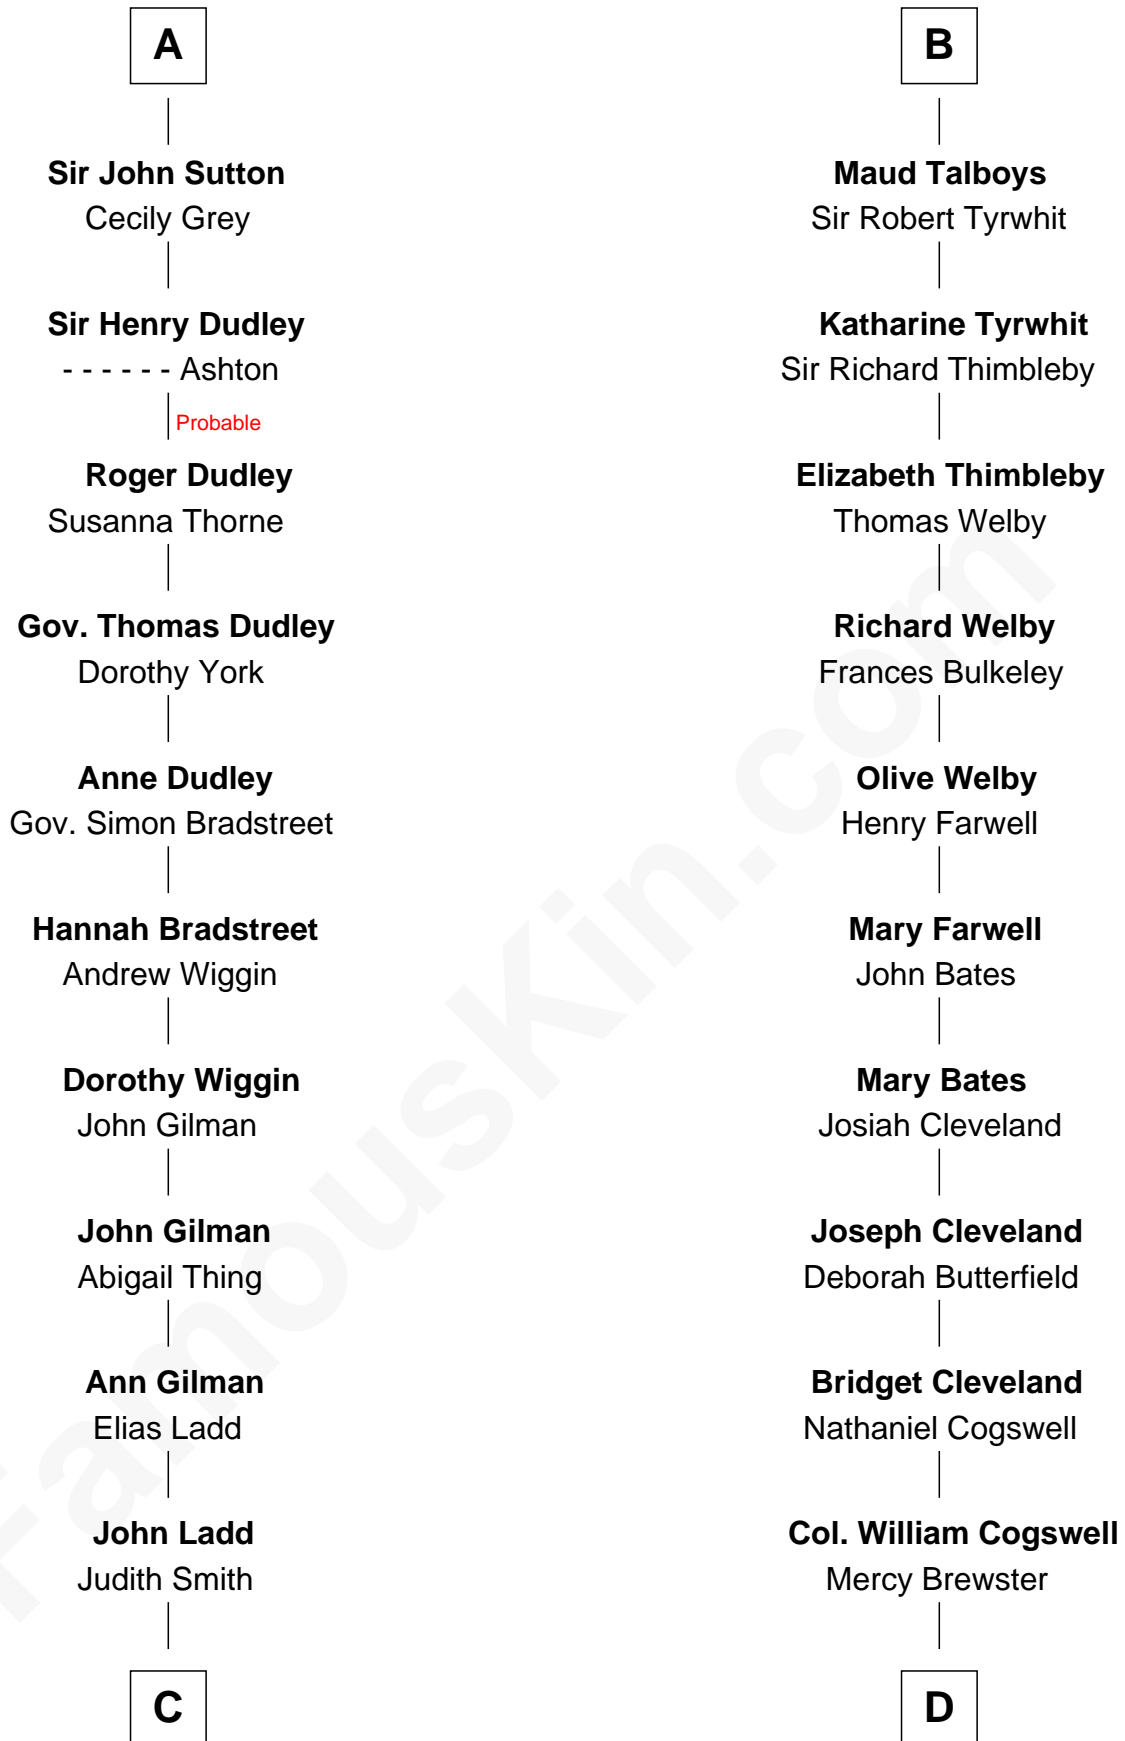 A
Sir John Sutton
Cecily Grey
Sir Henry Dudley
- - - - - - Ashton
Probable
Roger Dudley
Susanna Thorne
Gov. Thomas Dudley
Dorothy York
Anne Dudley
Gov. Simon Bradstreet
Hannah Bradstreet
Andrew Wiggin
Dorothy Wiggin
John Gilman
John Gilman
Abigail Thing
Ann Gilman
Elias Ladd
John Ladd
Judith Smith
C
B
Maud Talboys
Sir Robert Tyrwhit
Katharine Tyrwhit
Sir Richard Thimbleby
Elizabeth Thimbleby
Thomas Welby
Richard Welby
Frances Bulkeley
Olive Welby
Henry Farwell
Mary Farwell
John Bates
Mary Bates
Josiah Cleveland
Joseph Cleveland
Deborah Butterfield
Bridget Cleveland
Nathaniel Cogswell
Col. William Cogswell
Mercy Brewster
D
FamousKin.com